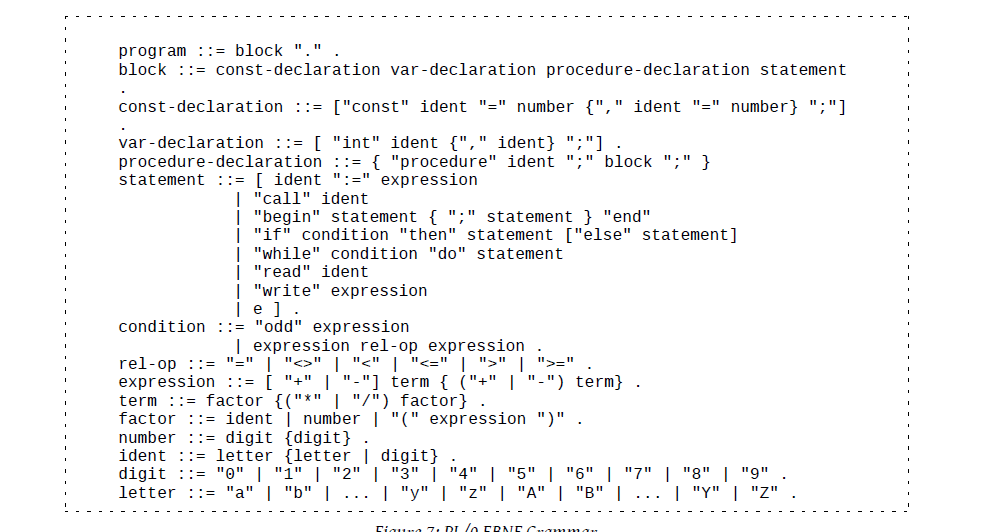 program ::= block "." .
block ::= const-declaration var-declaration procedure-declaration statement
.
const-declaration ::= ["const" ident "=" number {"," ident "=" number} ";"]
.
var-declaration ::= [ "int" ident {"," ident} ";"] .
procedure-declaration ::= { "procedure" ident ";" block ";" }
statement ::= [ ident ":=" expression
| "call" ident
| "begin" statement { ";" statement } "end"
| "if" condition "then" statement ["else" statement]
| "while" condition "do" statement
| "read" ident
| "write" expression
| e ] .
condition ::= "odd" expression
| expression rel-op expression .
rel-op ::= "=" | "<>" | "<" | "<=" | ">" | ">=" .
expression ::= [ "+" | "-"] term { ("+" | "-") term} .
term ::= factor {("*" | "/") factor} .
factor ::= ident | number | "(" expression ")" .
number ::= digit {digit} .
ident ::= letter {letter | digit} .
digit ::= "0" | "1" | "2" | "3" | "4" | "5" | "6" | "7" | "8" | "9" .
letter ::= "a" | "b" | ... | "y" | "z" | "A" | "B" | ... | "Y" | "Z" .
Figure 7: PL/0 EBNF Grammar